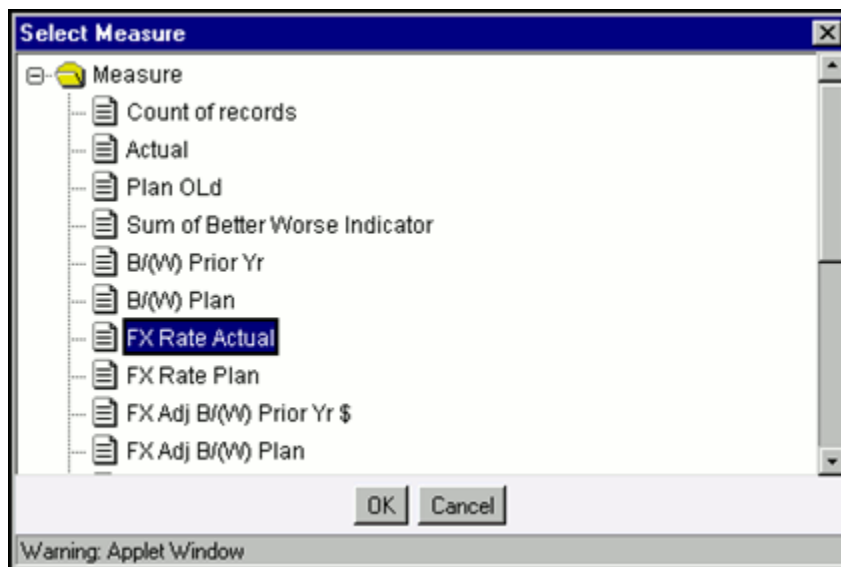 Select Measure
Measure
Count of records
Actual
Plan OLd
Sum of Better Worse Indicator
B/(W) Prior Yr
B/(W) Plan
FX Rate Actual
FX Rate Plan
FX Adj B/(W) Prior Yr $
FX Adj B/(W) Plan
OK Cancel
Warning: Applet Window